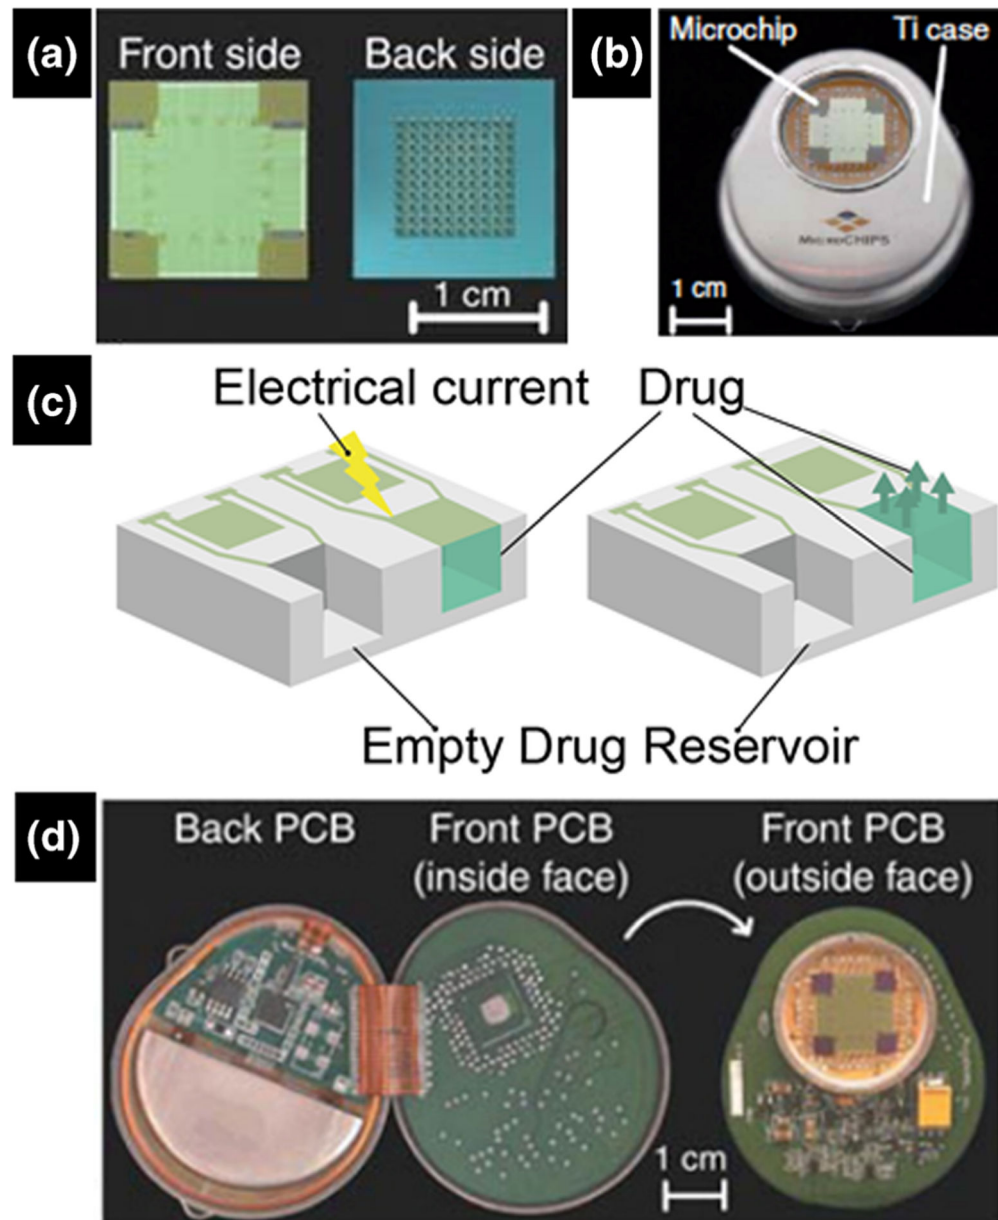 (a)
Front side
Back side
1 cm
(b)
Microchip
Ti case
MICROCHIPS
1 cm
(c)
Electrical current
Drug
Empty Drug Reservoir
(d)
Back PCB
Front PCB
(inside face)
Front PCB
(outside face)
1 cm